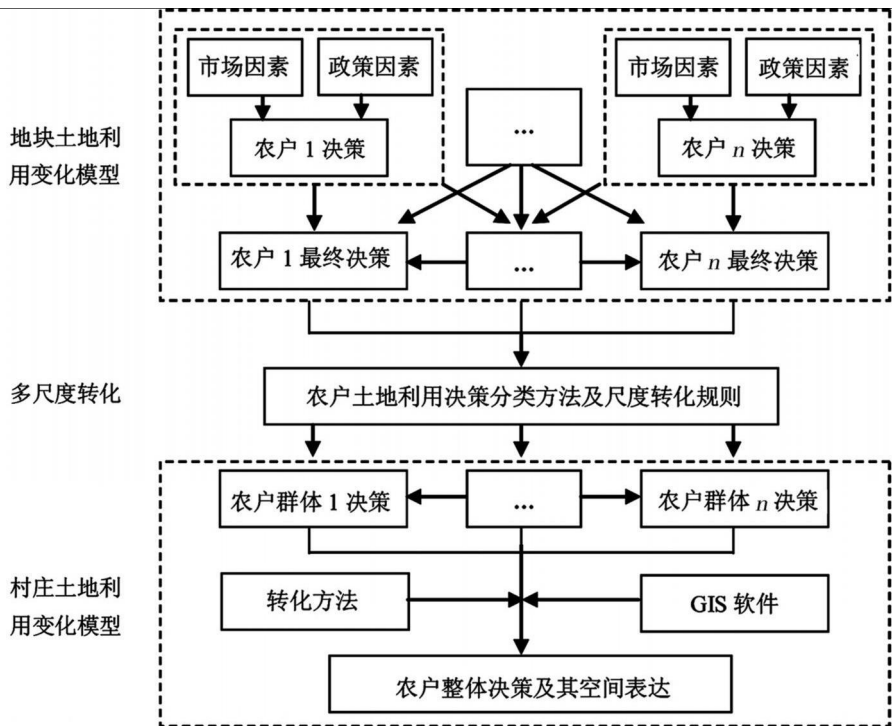 市场因素
政策因素
市场因素
政策因素
农户 1 决策
...
农户 n 决策
地块土地利
用变化模型
农户 1 最终决策
...
农户 n 最终决策
多尺度转化
农户土地利用决策分类方法及尺度转化规则
农户群体 1 决策
...
农户群体 n 决策
村庄土地利
用变化模型
转化方法
GIS 软件
农户整体决策及其空间表达